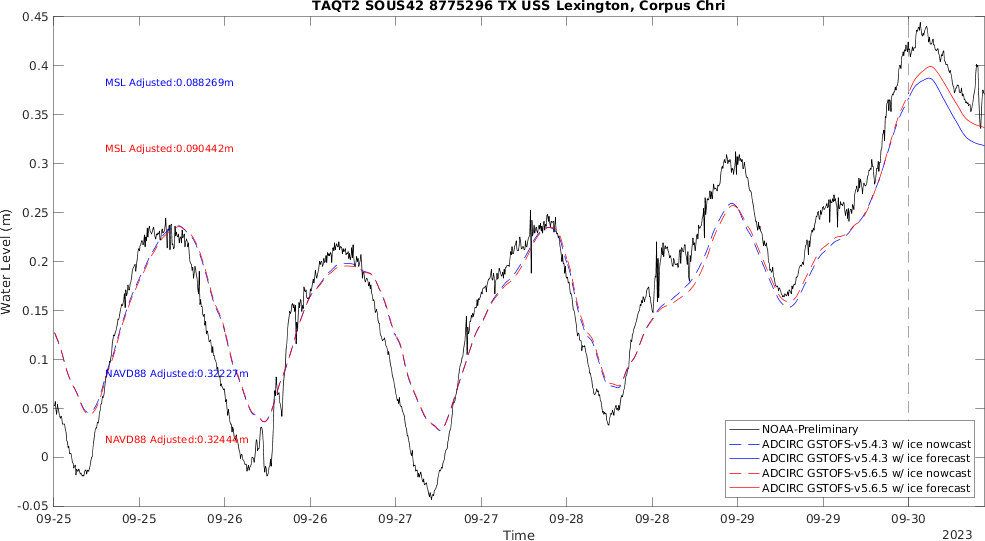 TAQT2 SOUS42 8775296 TX USS Lexington, Corpus Chri
0.45
0.4
0.35
0.3
0.25
0.2
0.15
0.1
0.05
0
-0.05
Water Level (m)
MSL Adjusted:0.088269m
MSL Adjusted:0.090442m
NAVD88 Adjusted:0.32227m
NAVD88 Adjusted:0.32444m
NOAA-Preliminary
ADCIRC GSTOFS-v5.4.3 w/ ice nowcast
ADCIRC GSTOFS-v5.4.3 w/ ice forecast
ADCIRC GSTOFS-v5.6.5 w/ ice nowcast
ADCIRC GSTOFS-v5.6.5 w/ ice forecast
09-25 09-25 09-26 09-26 09-27 09-27 09-28 09-28 09-29 09-29 09-30
Time
2023